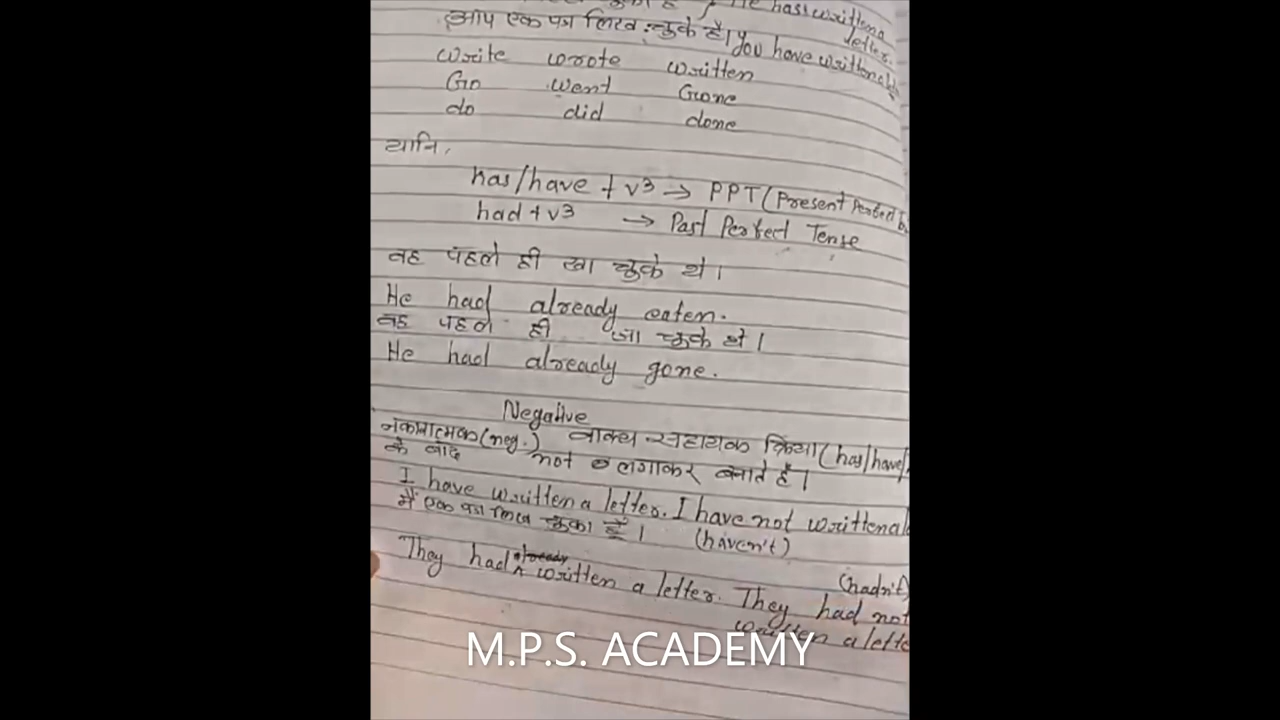 He has written a
letter.
आप एक पत्र लिख चुके है। You have written a
write wrote written
Go went Gone
do did done
यानि,
has/have + v3 → PPT (Present Perfect
had + v3 → Past Perfect Tense
वह पहले ही खा चुके थे।
He had already eaten.
वह पहले ही जा चुके थे।
He had already gone.
Negative
नकारात्मक (neg.) वाक्य सहायक क्रिया (has/have/
के बाद not लगाकर बनाते हैं।
I have written a letter. I have not written a
मैं एक पत्र लिख चुका हूँ। (haven't)
They had already written a letter. They had not (hadn't)
written a lette
M.P.S. ACADEMY